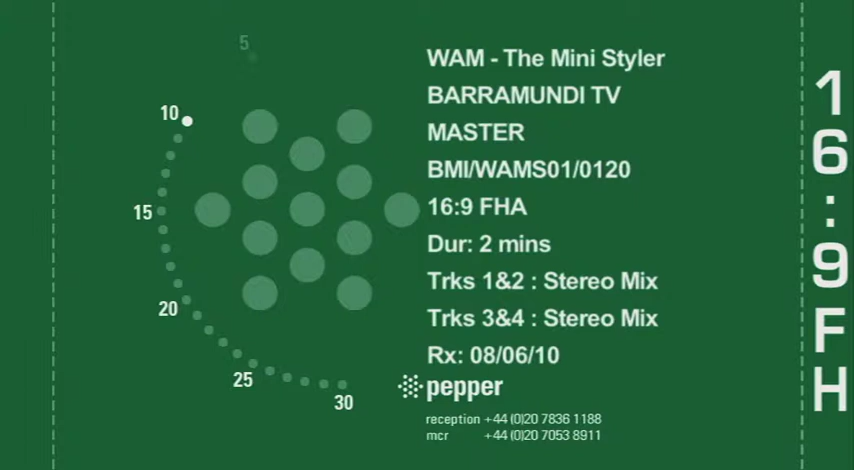 5
10
15
20
25
30
WAM - The Mini Styler
BARRAMUNDI TV
MASTER
BMI/WAMS01/0120
16:9 FHA
Dur: 2 mins
Trks 1&2 : Stereo Mix
Trks 3&4 : Stereo Mix
Rx: 08/06/10
pepper
reception +44 (0)20 7836 1188
mcr +44 (0)20 7053 8911
16:9FH